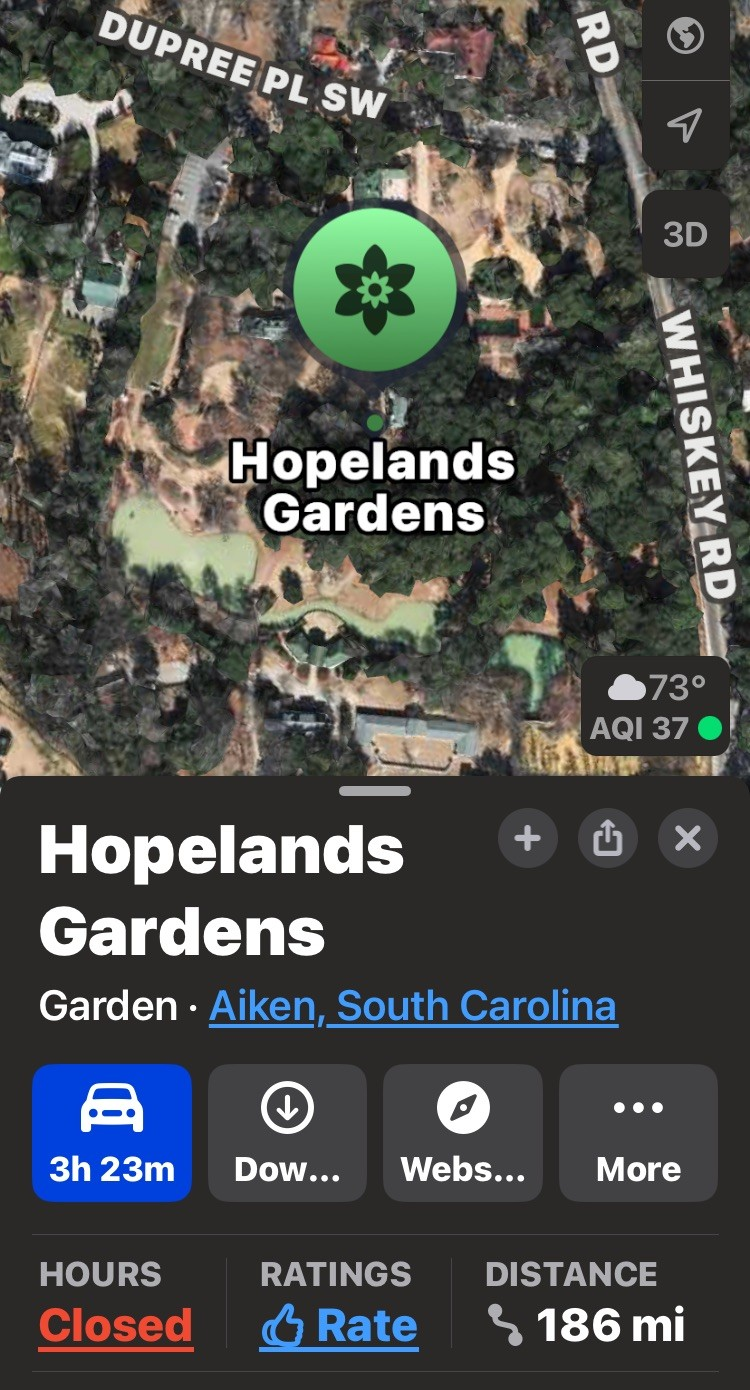 DUPREE PL SW
RD
3D
WHISKEY RD
Hopelands
Gardens
73°
AQI 37
Hopelands
Gardens
Garden · Aiken, South Carolina
3h 23m
Dow...
Webs...
More
HOURS
RATINGS
DISTANCE
Closed
Rate
186 mi